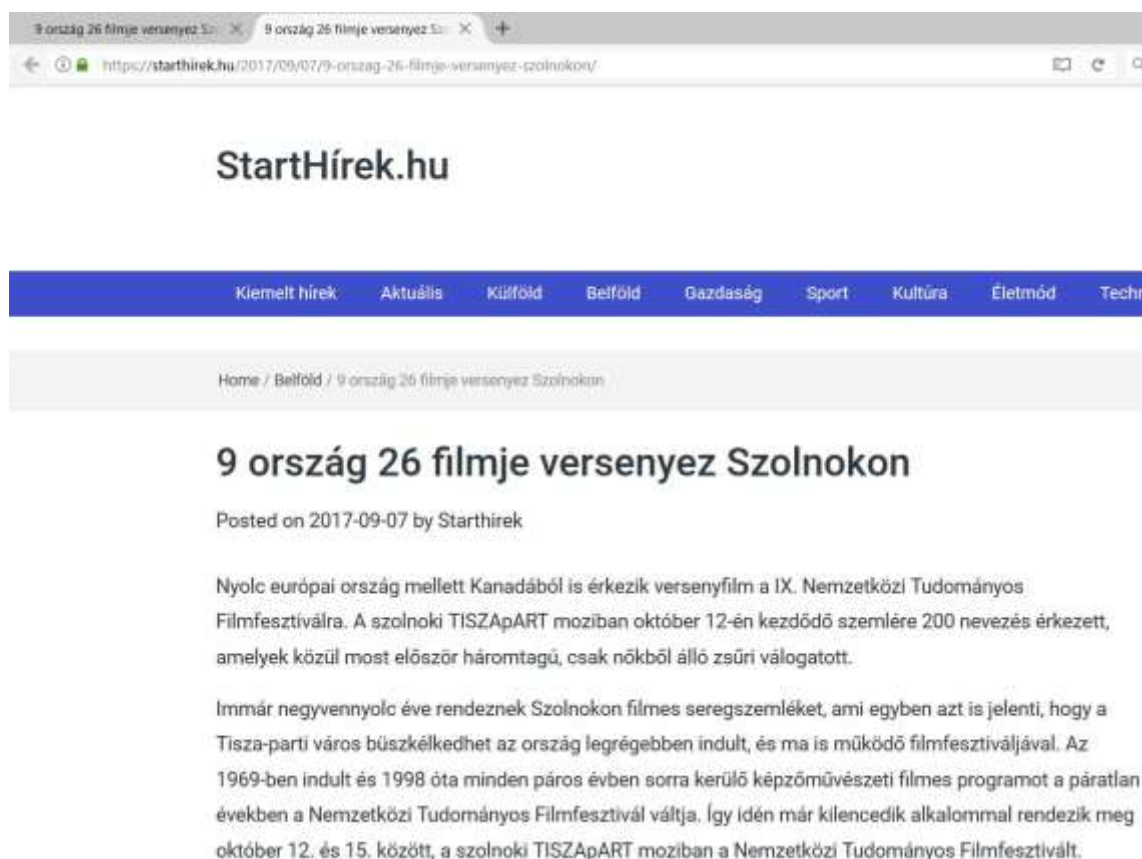 9 ország 26 filmje versenyez Sz
9 ország 26 filmje versenyez Sz
https://starthirek.hu/2017/09/07/9-orszag-26-filmje-versenyez-szolnokon/
StartHírek.hu
Kiemelt hírek Aktuális Külföld Belföld Gazdaság Sport Kultúra Életmód Techn
Home / Belföld / 9 ország 26 filmje versenyez Szolnokon
9 ország 26 filmje versenyez Szolnokon
Posted on 2017-09-07 by Starthirek
Nyolc európai ország mellett Kanadából is érkezik versenyfilm a IX. Nemzetközi Tudományos
Filmfesztiválra. A szolnoki TISZApART moziban október 12-én kezdődő szemlére 200 nevezés érkezett,
amelyek közül most először háromtagú, csak nőkből álló zsűri válogatott.
Immár negyvennyolc éve rendeznek Szolnokon filmes seregszemléket, ami egyben azt is jelenti, hogy a
Tisza-parti város büszkélkedhet az ország legrégebben indult, és ma is működő filmfesztiváljával. Az
1969-ben indult és 1998 óta minden páros évben sorra kerülő képzőművészeti filmes programot a páratlan
években a Nemzetközi Tudományos Filmfesztivál váltja. Így idén már kilencedik alkalommal rendezik meg
október 12. és 15. között, a szolnoki TISZApART moziban a Nemzetközi Tudományos Filmfesztivált.